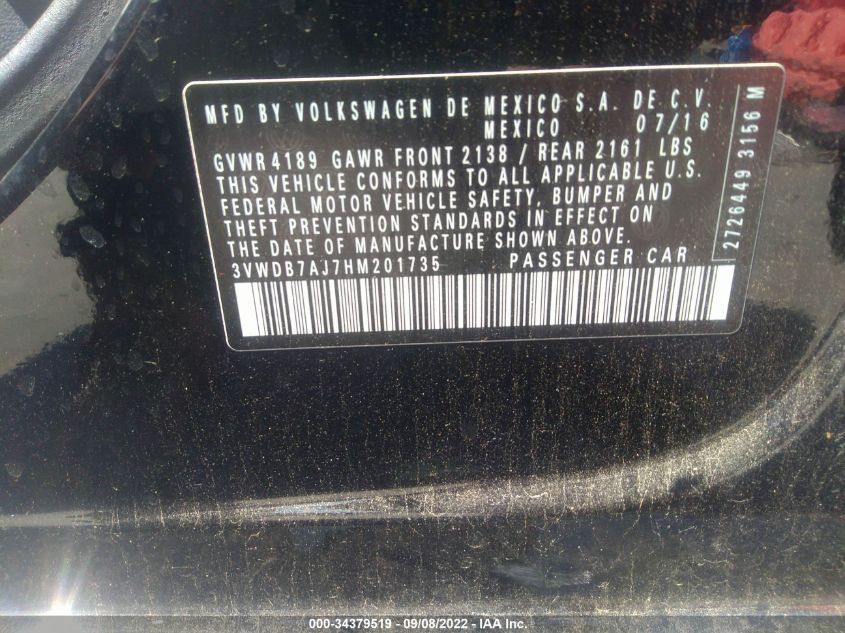 MFD BY VOLKSWAGEN DE MEXICO S.A. DE C.V.
MEXICO 07/16
GVWR 4189 GAWR FRONT 2138 / REAR 2161 LBS
THIS VEHICLE CONFORMS TO ALL APPLICABLE U.S.
FEDERAL MOTOR VEHICLE SAFETY, BUMPER AND
THEFT PREVENTION STANDARDS IN EFFECT ON
THE DATE OF MANUFACTURE SHOWN ABOVE.
3VWDB7AJ7HM201735 PASSENGER CAR
2726449 3156 M
000-34379519 - 09/08/2022 - IAA Inc.